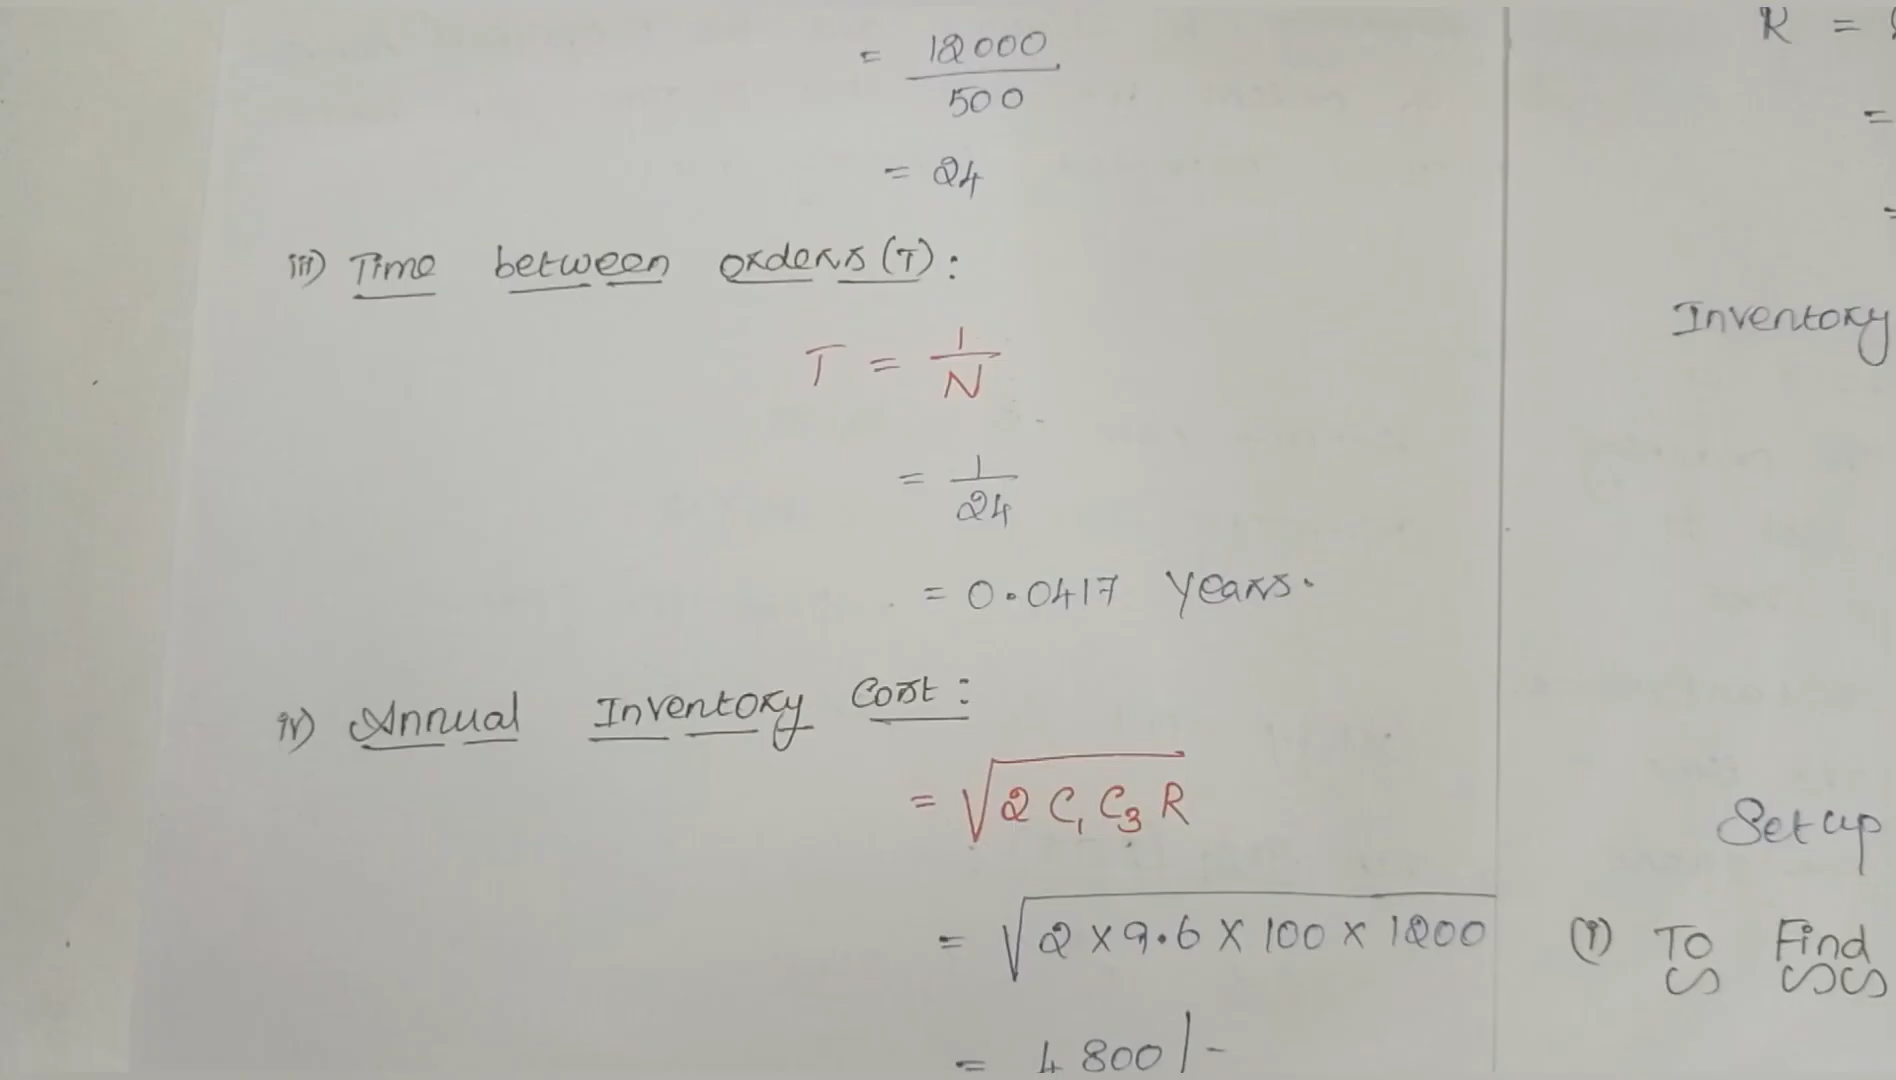 = 12000
500
= 24
iii) Time between orders (T):
T = 1
N
= 1
24
= 0.0417 years.
iv) Annual Inventory Cost:
= √2 C₁ C₃ R
= √2 × 9.6 × 100 × 1200
= 4800/-
R =
=
Inventory
Setup
(i) To Find